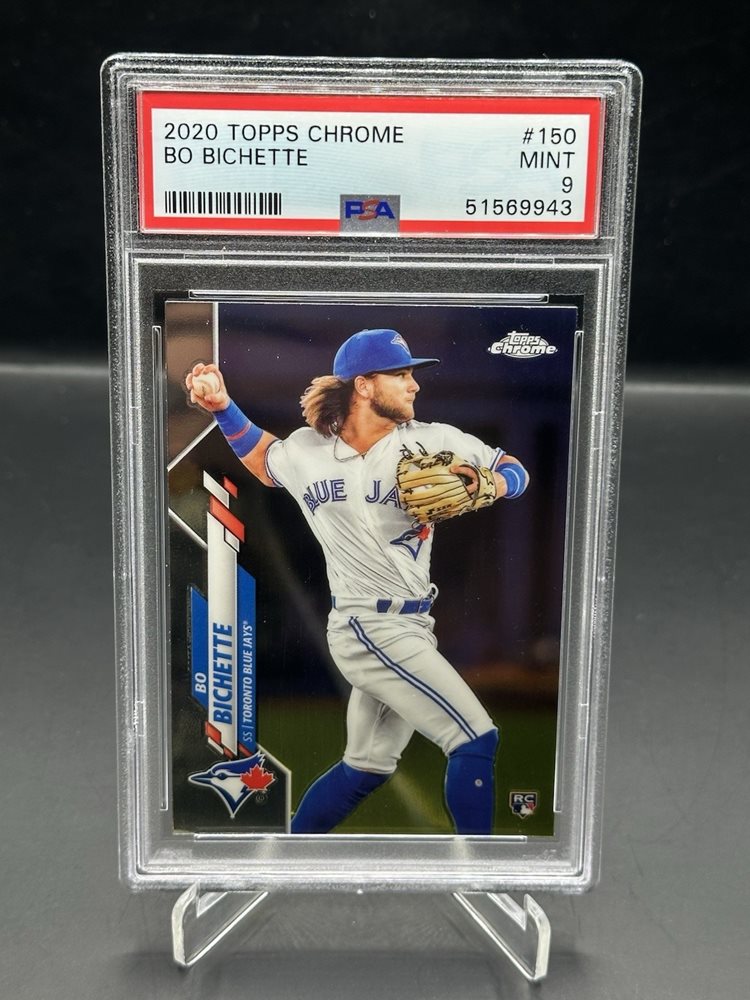 2020 TOPPS CHROME
#150
BO BICHETTE
MINT
9
PSA
51569943
Topps
Chrome
BLUE JA
BO
BICHETTE
SS | TORONTO BLUE JAYS®
RC